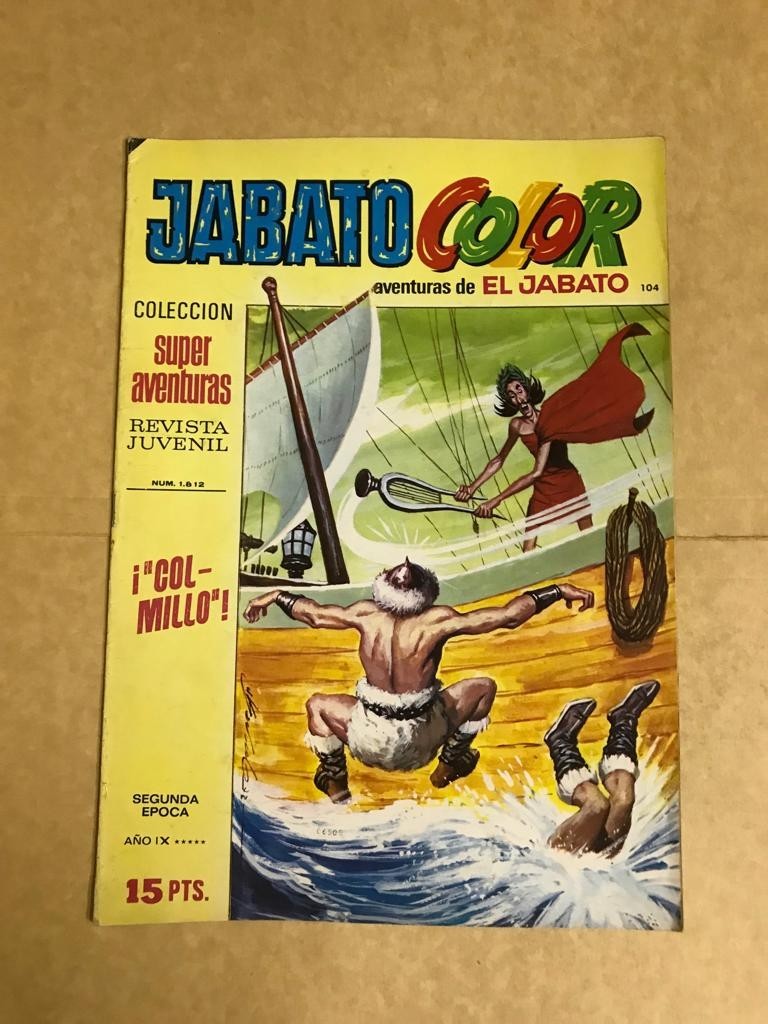 JABATO COLOR
aventuras de EL JABATO 104
COLECCION
super
aventuras
REVISTA
JUVENIL
NUM. 1.812
¡"COL-
MILLO"!
SEGUNDA
EPOCA
AÑO IX *****
15 PTS.